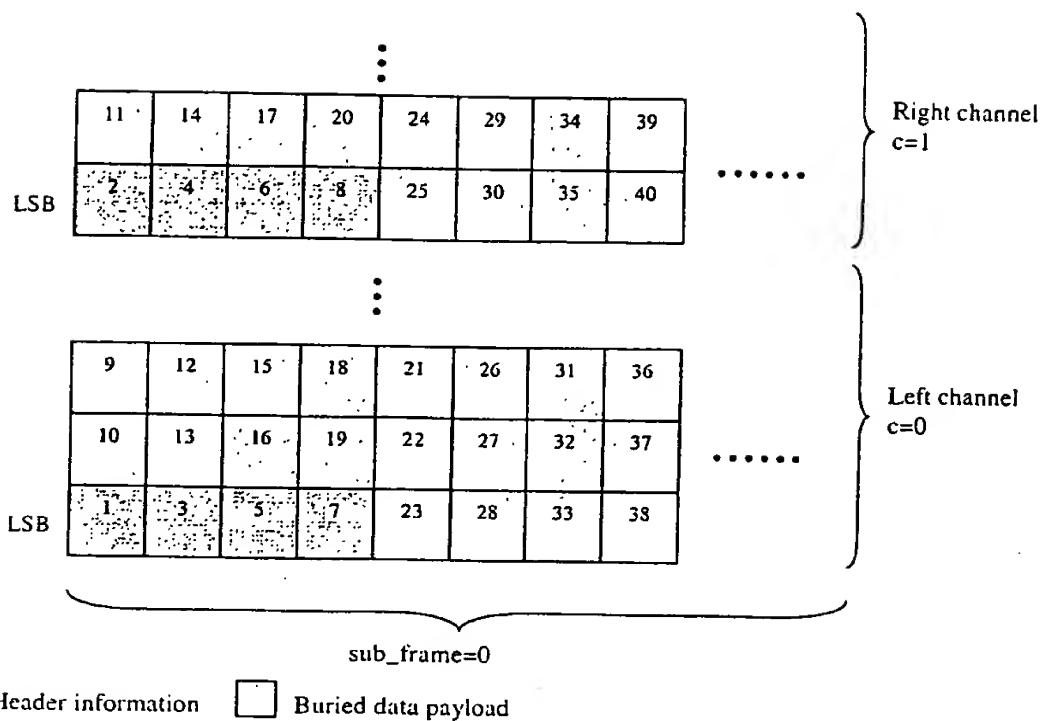 11 14 17 20 24 29 34 39
Right channel
c=1
LSB 2 4 6 8 25 30 35 40
9 12 15 18 21 26 31 36
Left channel
c=0
10 13 16 19 22 27 32 37
LSB 1 3 5 7 23 28 33 38
sub_frame=0
Header information Buried data payload